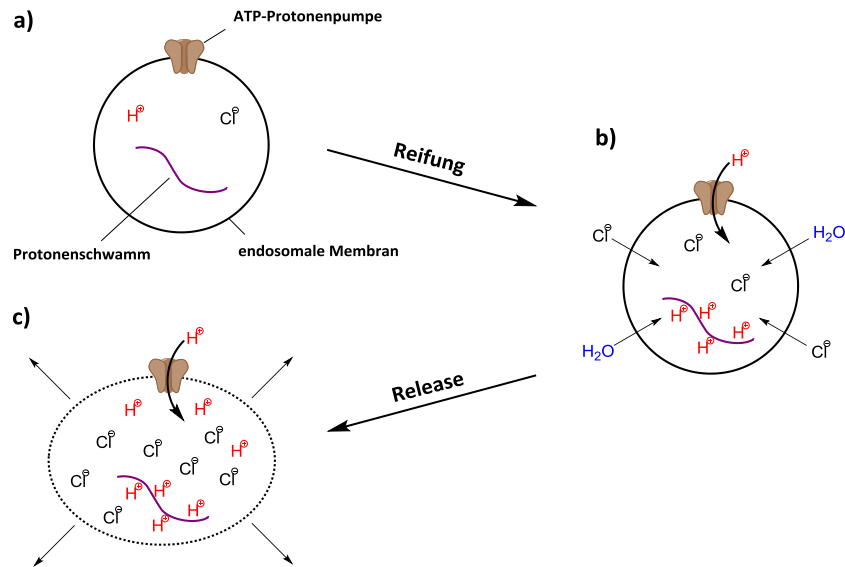 a)
ATP-Protonenpumpe
H⊕
Cl⊖
Protonenschwamm
endosomale Membran
Reifung
b)
H⊕
Cl⊖
Cl⊖
H₂O
Cl⊖
H⊕ H⊕
H⊕
H⊕
H₂O
Cl⊖
Release
c)
H⊕
H⊕
H⊕
Cl⊖
Cl⊖
Cl⊖
H⊕
Cl⊖
Cl⊖
Cl⊖
H⊕ H⊕
H⊕
Cl⊖
H⊕